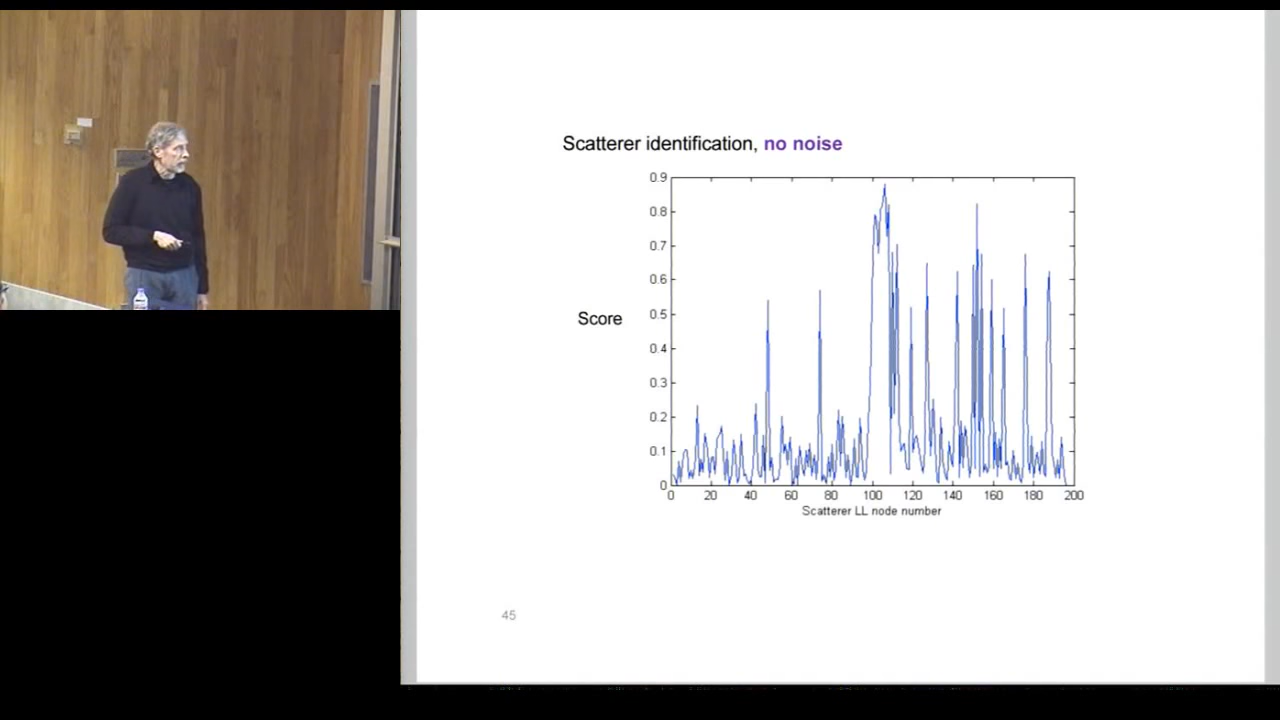 Scatterer identification, no noise
0.9
0.8
0.7
0.6
0.5
0.4
0.3
0.2
0.1
0
Score
0 20 40 60 80 100 120 140 160 180 200
Scatterer LL node number
45